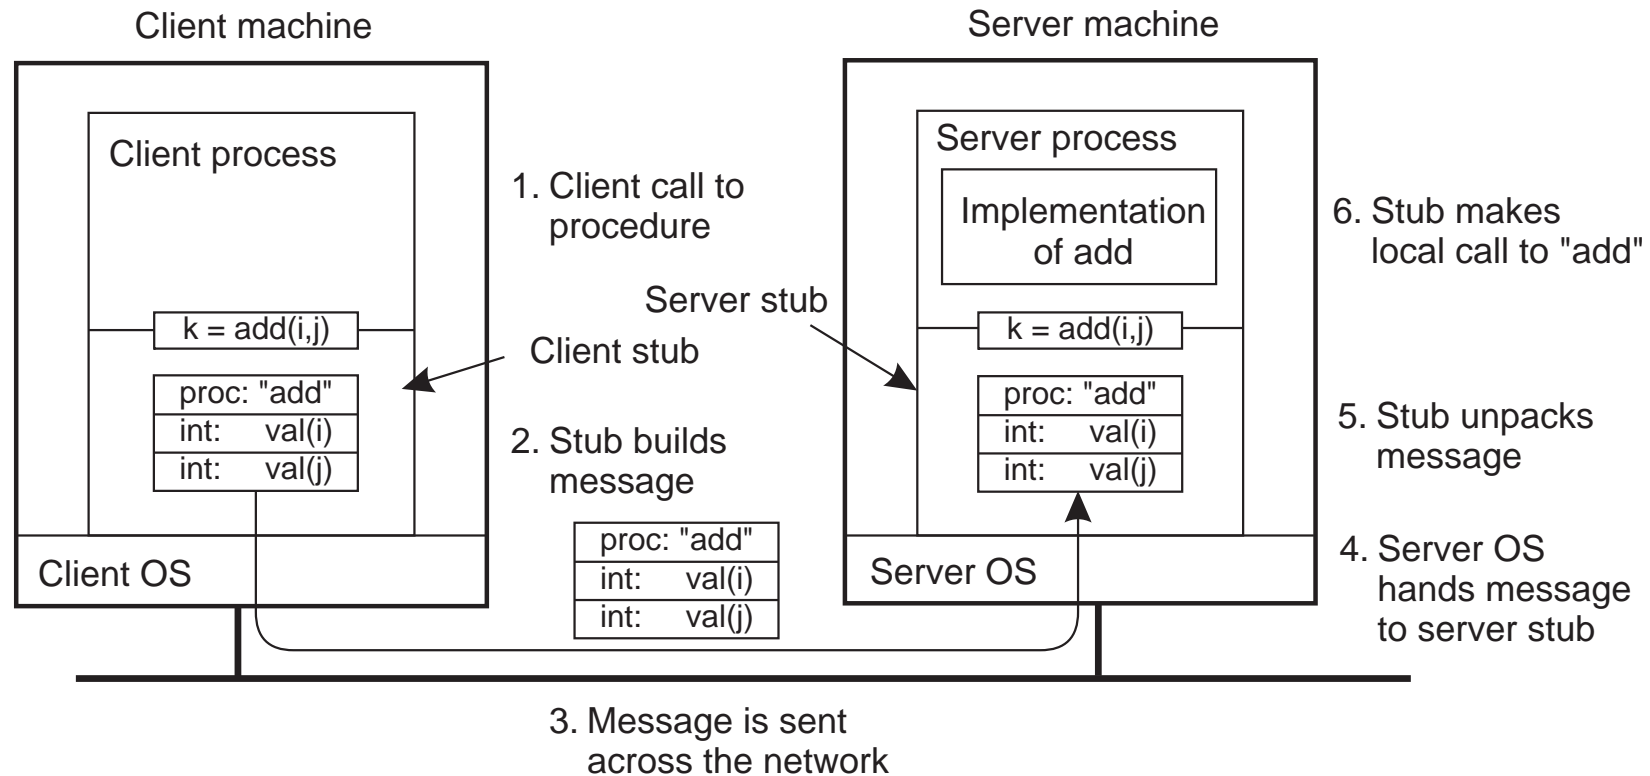 Client machine
Server machine
Client process
1. Client call to
procedure
k = add(i,j)
Client stub
proc: "add"
int: val(i)
int: val(j)
2. Stub builds
message
proc: "add"
int: val(i)
int: val(j)
Client OS
3. Message is sent
across the network
Server process
Implementation
of add
Server stub
k = add(i,j)
proc: "add"
int: val(i)
int: val(j)
Server OS
6. Stub makes
local call to "add"
5. Stub unpacks
message
4. Server OS
hands message
to server stub